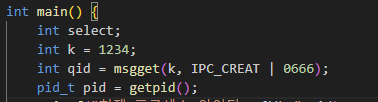 int main() {
int select;
int k = 1234;
int qid = msgget(k, IPC_CREAT | 0666);
pid_t pid = getpid();